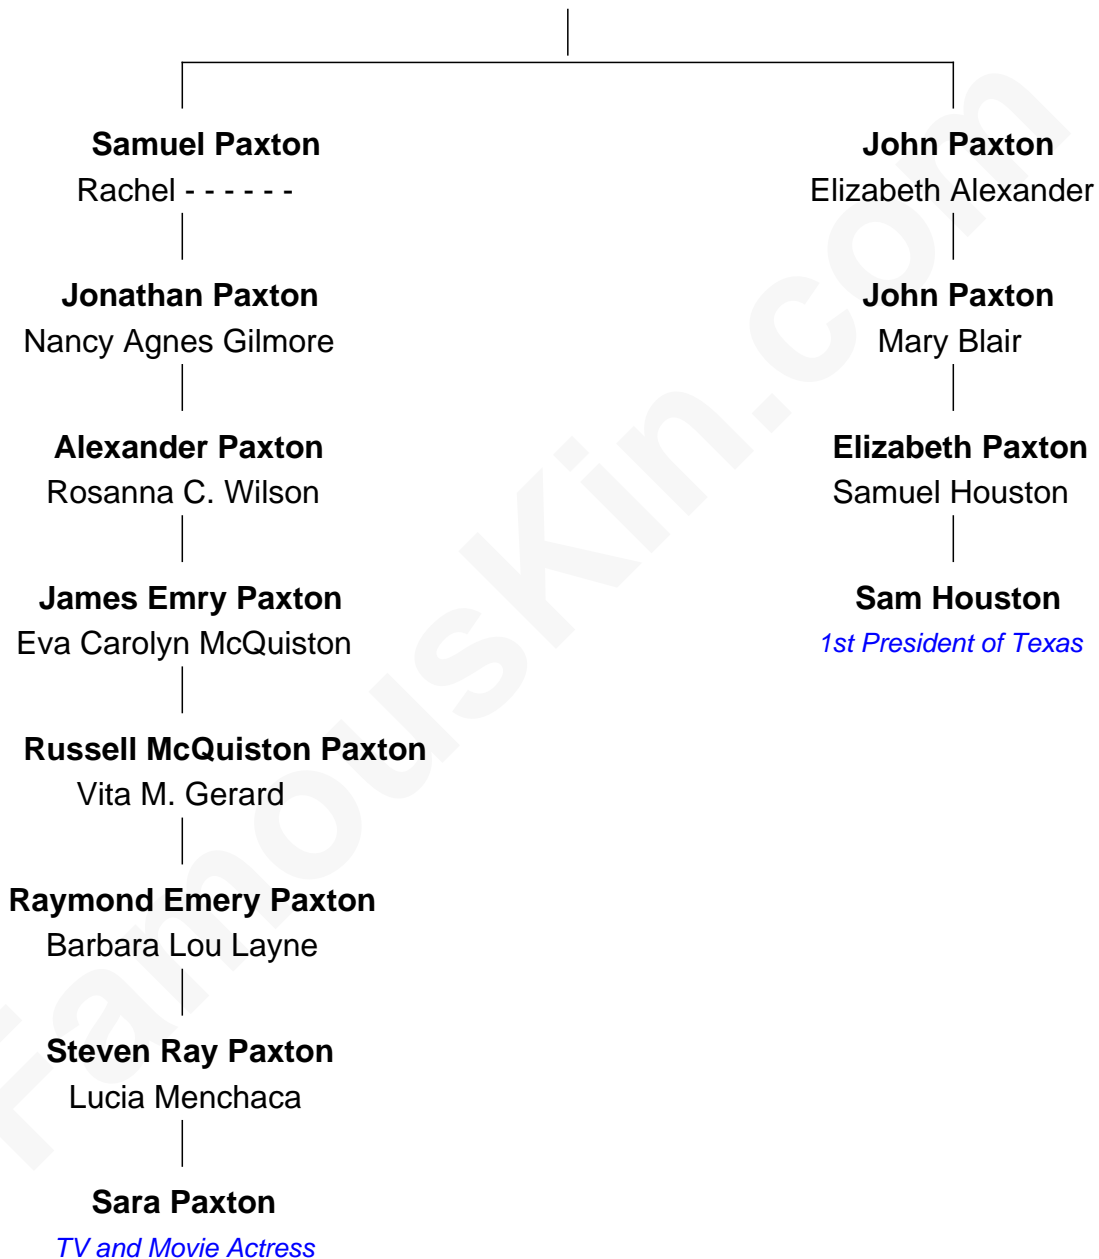 Samuel Paxton
Rachel - - - - - -
Jonathan Paxton
Nancy Agnes Gilmore
Alexander Paxton
Rosanna C. Wilson
James Emry Paxton
Eva Carolyn McQuiston
Russell McQuiston Paxton
Vita M. Gerard
Raymond Emery Paxton
Barbara Lou Layne
Steven Ray Paxton
Lucia Menchaca
Sara Paxton
TV and Movie Actress
John Paxton
Elizabeth Alexander
John Paxton
Mary Blair
Elizabeth Paxton
Samuel Houston
Sam Houston
1st President of Texas
FamousKin.com